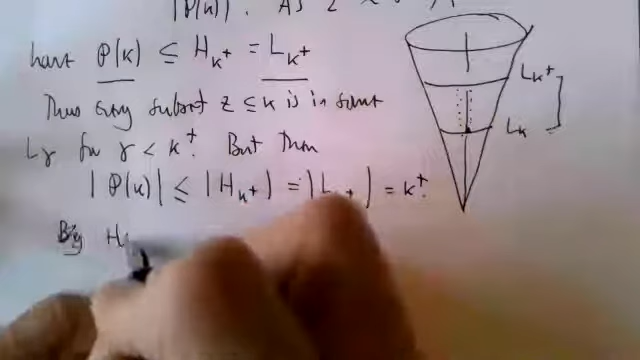 |P(κ)|. As
have P(κ) ≤ H_κ+ = L_κ+
Thus every subset z ≤ κ is in some
L_γ for γ < κ+. But then
|P(κ)| ≤ |H_κ+| = |L_κ+| = κ+.
By H
L_κ+
L_κ